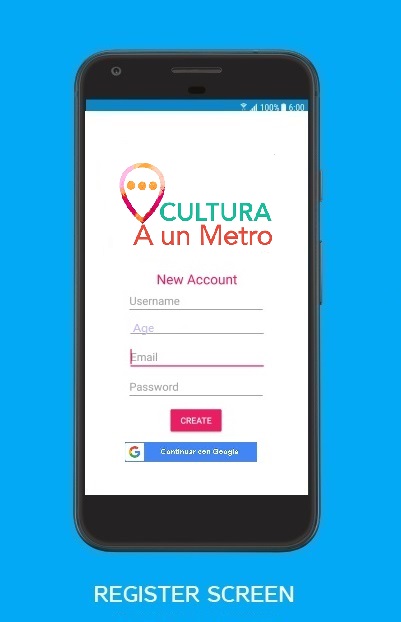 100% 6:00
CULTURA
A un Metro
New Account
Username
Age
Email
Password
CREATE
G Continuar con Google
REGISTER SCREEN